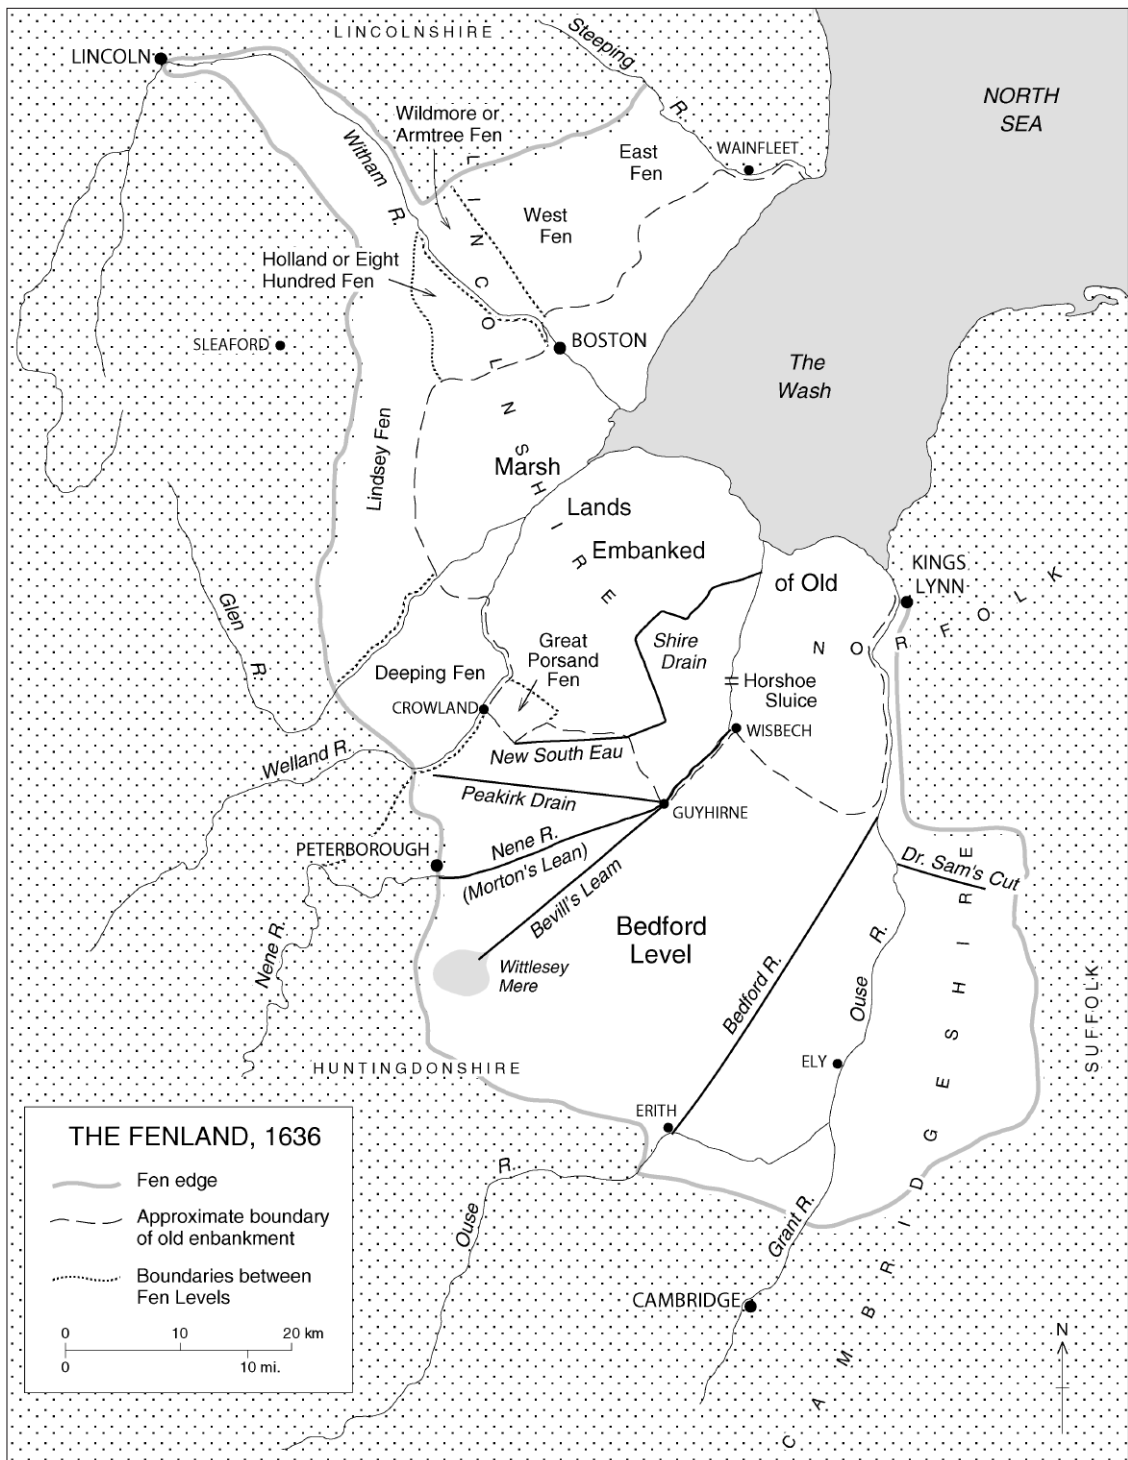 LINCOLNSHIRE
LINCOLN
Steeping
R.
NORTH
SEA
Wildmore or
Armtree Fen
Witham
R.
East
Fen
WAINFLEET
West
Fen
LINCOLNSHIRE
Holland or Eight
Hundred Fen
SLEAFORD
BOSTON
The
Wash
Lindsey Fen
Marsh
Lands
Embanked
of Old
KINGS
LYNN
NORFOLK
Glen
R.
Shire
Drain
Great
Porsand
Fen
Deeping Fen
CROWLAND
Horshoe
Sluice
WISBECH
New South Eau
Welland R.
Peakirk Drain
GUYHIRNE
PETERBOROUGH
Nene R.
(Morton's Lean)
Bevill's Leam
Dr. Sam's Cut
Bedford
Level
Nene R.
Wittlesey
Mere
Bedford R.
Ouse
R.
SUFFOLK
ELY
HUNTINGDONSHIRE
ERITH
Ouse
R.
Grant R.
CAMBRIDGE
CAMBRIDGESHIRE
THE FENLAND, 1636
Fen edge
Approximate boundary
of old enbankment
Boundaries between
Fen Levels
0 10 20 km
0 10 mi.
N